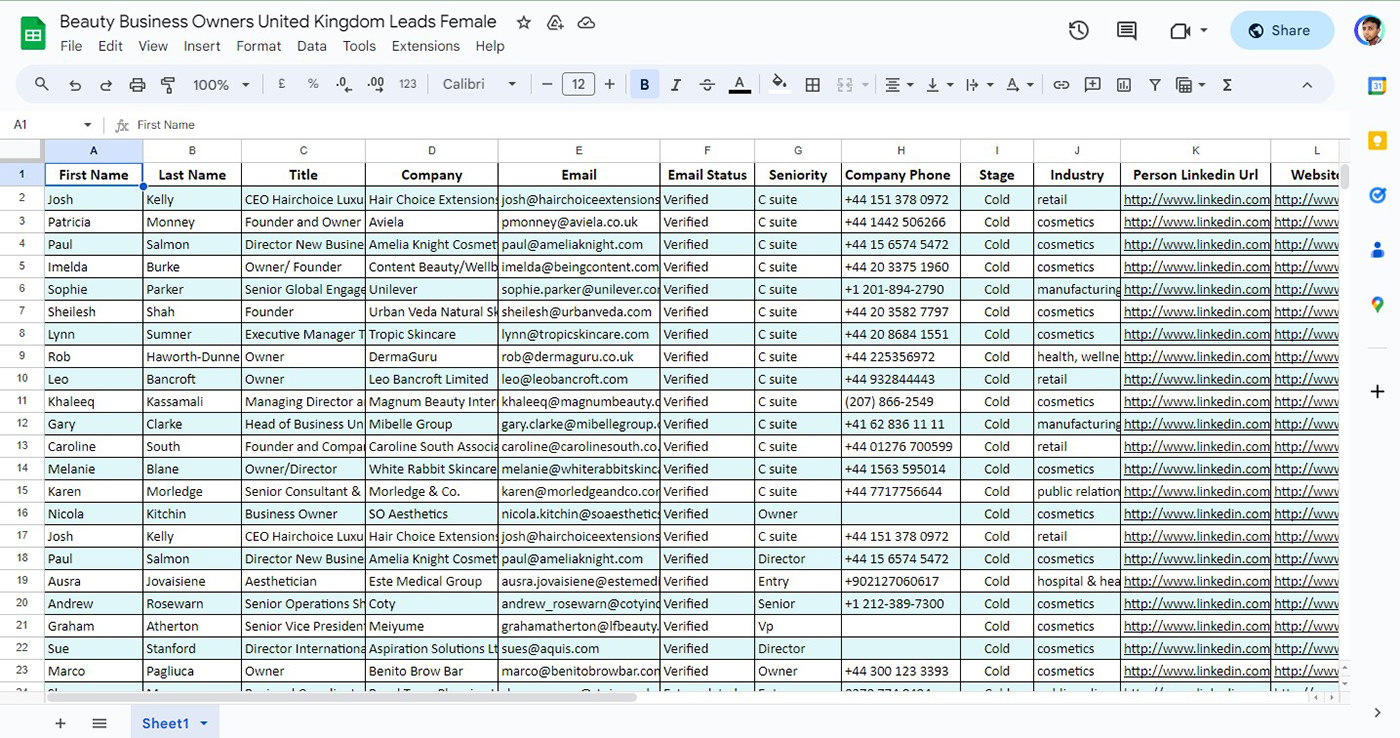 Beauty Business Owners United Kingdom Leads Female
File Edit View Insert Format Data Tools Extensions Help
Share
100% £ % .0 .00 123 Calibri 12 B I A A Σ
31
A1 fx First Name
A B C D E F G H I J K L
1 First Name Last Name Title Company Email Email Status Seniority Company Phone Stage Industry Person Linkedin Url Website
2 Josh Kelly CEO Hairchoice Luxu Hair Choice Extensions josh@hairchoiceextensions Verified C suite +44 151 378 0972 Cold retail http://www.linkedin.com http://www
3 Patricia Monney Founder and Owner Aviela pmonney@aviela.co.uk Verified C suite +44 1442 506266 Cold cosmetics http://www.linkedin.com http://www
4 Paul Salmon Director New Busine Amelia Knight Cosmet paul@ameliaknight.com Verified C suite +44 15 6574 5472 Cold cosmetics http://www.linkedin.com http://www
5 Imelda Burke Owner/ Founder Content Beauty/Wellb imelda@beingcontent.com Verified C suite +44 20 3375 1960 Cold cosmetics http://www.linkedin.com http://www
6 Sophie Parker Senior Global Engage Unilever sophie.parker@unilever.co Verified C suite +1 201-894-2790 Cold manufacturing http://www.linkedin.com http://www
7 Sheilesh Shah Founder Urban Veda Natural Sk sheilesh@urbanveda.com Verified C suite +44 20 3582 7797 Cold cosmetics http://www.linkedin.com http://www
8 Lynn Sumner Executive Manager T Tropic Skincare lynn@tropicskincare.com Verified C suite +44 20 8684 1551 Cold cosmetics http://www.linkedin.com http://www
9 Rob Haworth-Dunne Owner DermaGuru rob@dermaguru.co.uk Verified C suite +44 225356972 Cold health, wellne http://www.linkedin.com http://www
10 Leo Bancroft Owner Leo Bancroft Limited leo@leobancroft.com Verified C suite +44 932844443 Cold retail http://www.linkedin.com http://www
11 Khaleeq Kassamali Managing Director a Magnum Beauty Inter khaleeq@magnumbeauty.c Verified C suite (207) 866-2549 Cold cosmetics http://www.linkedin.com http://www
12 Gary Clarke Head of Business Un Mibelle Group gary.clarke@mibellegroup.c Verified C suite +41 62 836 11 11 Cold manufacturing http://www.linkedin.com http://www
13 Caroline South Founder and Compa Caroline South Associa caroline@carolinesouth.co. Verified C suite +44 01276 700599 Cold retail http://www.linkedin.com http://www
14 Melanie Blane Owner/Director White Rabbit Skincare melanie@whiterabbitskinca Verified C suite +44 1563 595014 Cold cosmetics http://www.linkedin.com http://www
15 Karen Morledge Senior Consultant & Morledge & Co. karen@morledgeandco.con Verified C suite +44 7717756644 Cold public relation http://www.linkedin.com http://www
16 Nicola Kitchin Business Owner SO Aesthetics nicola.kitchin@soaesthetics Verified Owner Cold cosmetics http://www.linkedin.com http://www
17 Josh Kelly CEO Hairchoice Luxu Hair Choice Extensions josh@hairchoiceextensions Verified C suite +44 151 378 0972 Cold retail http://www.linkedin.com http://www
18 Paul Salmon Director New Busine Amelia Knight Cosmet paul@ameliaknight.com Verified Director +44 15 6574 5472 Cold cosmetics http://www.linkedin.com http://www
19 Ausra Jovaisiene Aesthetician Este Medical Group ausra.jovaisiene@estemedi Verified Entry +902127060617 Cold hospital & hea http://www.linkedin.com http://www
20 Andrew Rosewarn Senior Operations Sh Coty andrew_rosewarn@cotyinc Verified Senior +1 212-389-7300 Cold cosmetics http://www.linkedin.com http://www
21 Graham Atherton Senior Vice President Meiyume grahamatherton@lfbeauty. Verified Vp Cold cosmetics http://www.linkedin.com http://www
22 Sue Stanford Director Internationa Aspiration Solutions Lt sues@aquis.com Verified Director Cold cosmetics http://www.linkedin.com http://www
23 Marco Pagliuca Owner Benito Brow Bar marco@benitobrowbar.con Verified Owner +44 300 123 3393 Cold cosmetics http://www.linkedin.com http://www
Sheet1